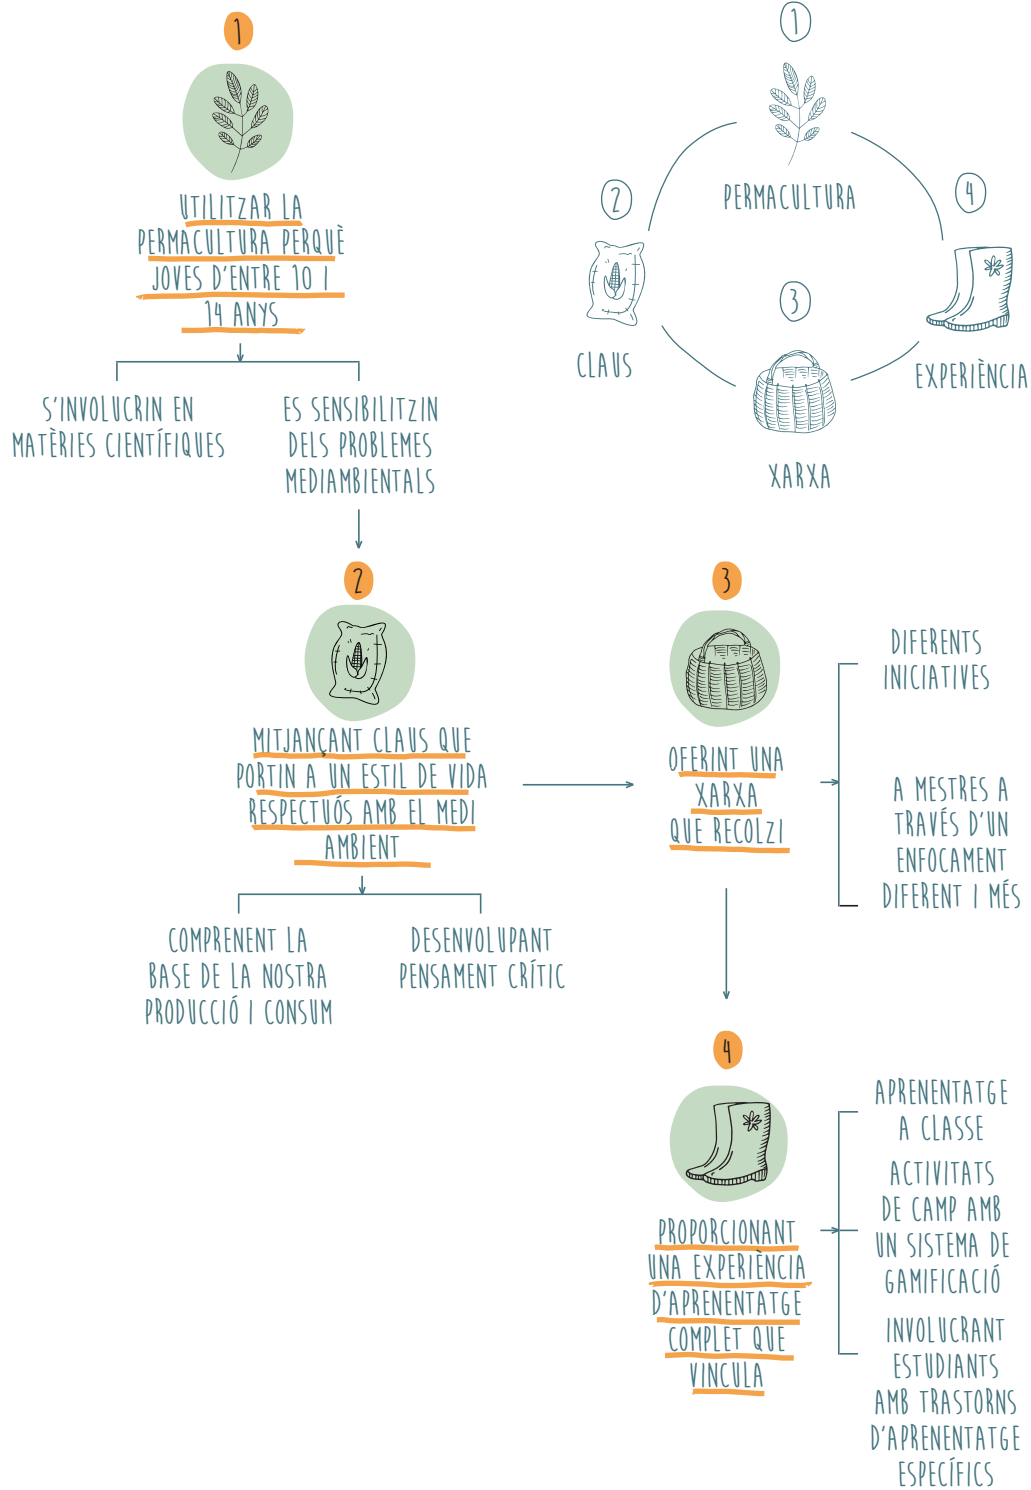 1
UTILITZAR LA
PERMACULTURA PERQUÈ
JOVES D'ENTRE 10 I
14 ANYS
S'INVOLUCRIN EN
MATÈRIES CIENTÍFIQUES
ES SENSIBILITZIN
DELS PROBLEMES
MEDIAMBIENTALS
1
PERMACULTURA
2
CLAUS
3
XARXA
4
EXPERIÈNCIA
2
MITJANÇANT CLAUS QUE
PORTIN A UN ESTIL DE VIDA
RESPECTUÓS AMB EL MEDI
AMBIENT
COMPRENENT LA
BASE DE LA NOSTRA
PRODUCCIÓ I CONSUM
DESENVOLUPANT
PENSAMENT CRÍTIC
3
OFERINT UNA
XARXA
QUE RECOLZI
DIFERENTS
INICIATIVES
A MESTRES A
TRAVÉS D'UN
ENFOCAMENT
DIFERENT I MÉS
4
PROPORCIONANT
UNA EXPERIÈNCIA
D'APRENENTATGE
COMPLET QUE
VINCULA
APRENENTATGE
A CLASSE
ACTIVITATS
DE CAMP AMB
UN SISTEMA DE
GAMIFICACIÓ
INVOLUCRANT
ESTUDIANTS
AMB TRASTORNS
D'APRENENTATGE
ESPECÍFICS